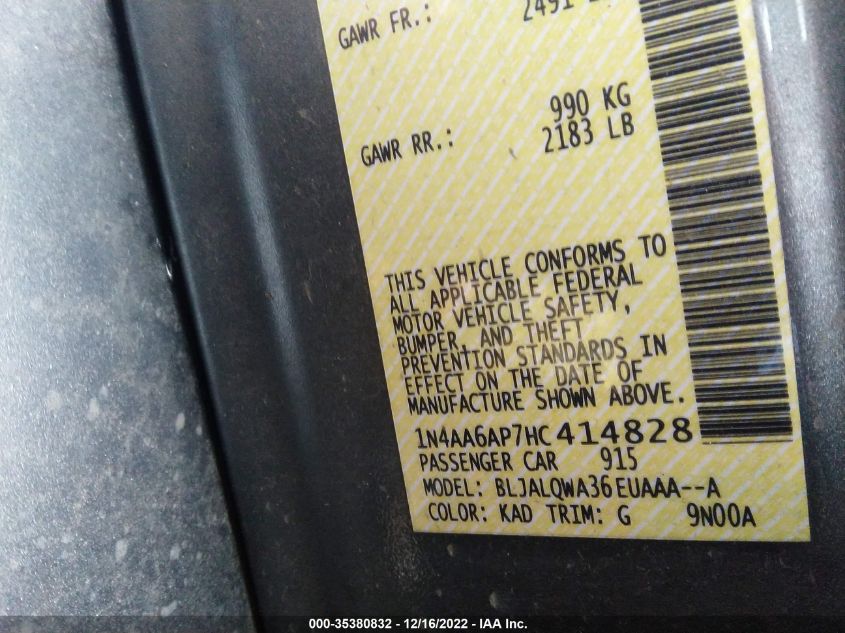 GAWR FR.: 2491
990 KG
GAWR RR.: 2183 LB
THIS VEHICLE CONFORMS TO
ALL APPLICABLE FEDERAL
MOTOR VEHICLE SAFETY,
BUMPER, AND THEFT
PREVENTION STANDARDS IN
EFFECT ON THE DATE OF
MANUFACTURE SHOWN ABOVE.
1N4AA6AP7HC414828
PASSENGER CAR 915
MODEL: BLJALQWA36EUAAA--A
COLOR: KAD TRIM: G 9N00A
000-35380832 - 12/16/2022 - IAA Inc.